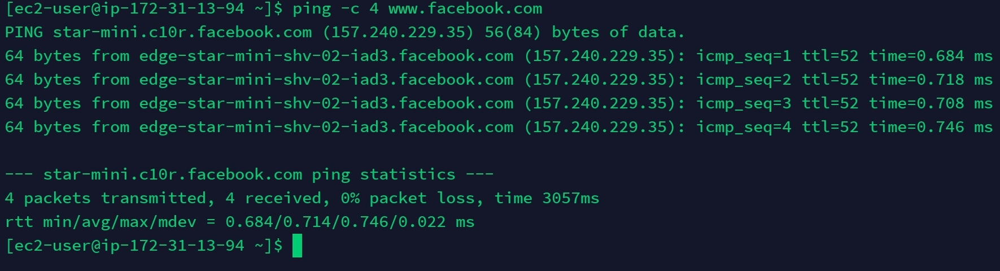 [ec2-user@ip-172-31-13-94 ~]$ ping -c 4 www.facebook.com
PING star-mini.c10r.facebook.com (157.240.229.35) 56(84) bytes of data.
64 bytes from edge-star-mini-shv-02-iad3.facebook.com (157.240.229.35): icmp_seq=1 ttl=52 time=0.684 ms
64 bytes from edge-star-mini-shv-02-iad3.facebook.com (157.240.229.35): icmp_seq=2 ttl=52 time=0.718 ms
64 bytes from edge-star-mini-shv-02-iad3.facebook.com (157.240.229.35): icmp_seq=3 ttl=52 time=0.708 ms
64 bytes from edge-star-mini-shv-02-iad3.facebook.com (157.240.229.35): icmp_seq=4 ttl=52 time=0.746 ms
--- star-mini.c10r.facebook.com ping statistics ---
4 packets transmitted, 4 received, 0% packet loss, time 3057ms
rtt min/avg/max/mdev = 0.684/0.714/0.746/0.022 ms
[ec2-user@ip-172-31-13-94 ~]$